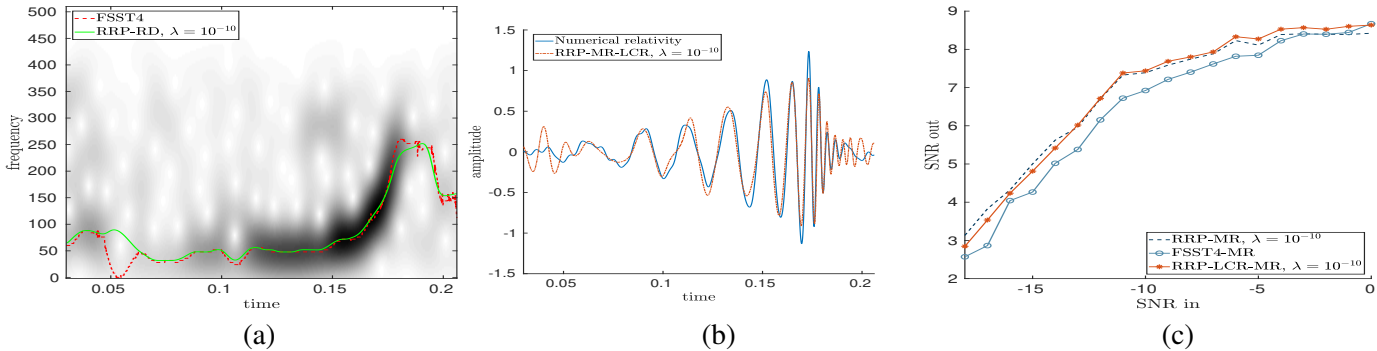 500
450
400
350
300
250
200
150
100
50
0
frequency
FSST4
RRP-RD, λ = 10⁻¹⁰
0.05
0.1
0.15
0.2
time
(a)
1.5
1
0.5
0
-0.5
-1
-1.5
amplitude
Numerical relativity
RRP-MR-LCR, λ = 10⁻¹⁰
0.05
0.1
0.15
0.2
time
(b)
9
8
7
6
5
4
3
2
SNR out
RRP-MR, λ = 10⁻¹⁰
FSST4-MR
RRP-LCR-MR, λ = 10⁻¹⁰
-15
-10
-5
0
SNR in
(c)